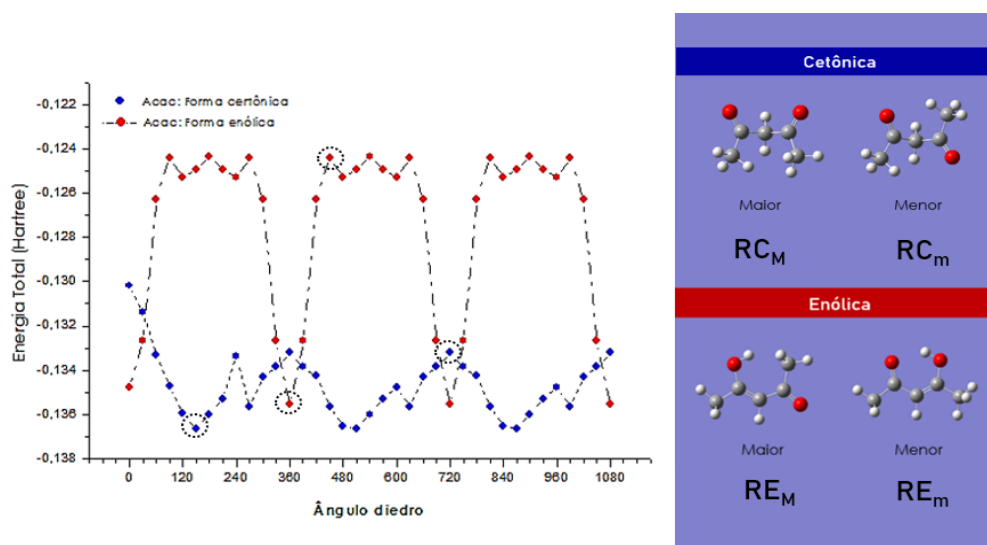 Energia Total (Hartree)
-0,122
-0,124
-0,126
-0,128
-0,130
-0,132
-0,134
-0,136
-0,138
Acac: Forma certônica
Acac: Forma enólica
0 120 240 360 480 600 720 840 960 1080
Ângulo diedro
Cetônica
Maior Menor
RCM RCm
Enólica
Maior Menor
REM REm